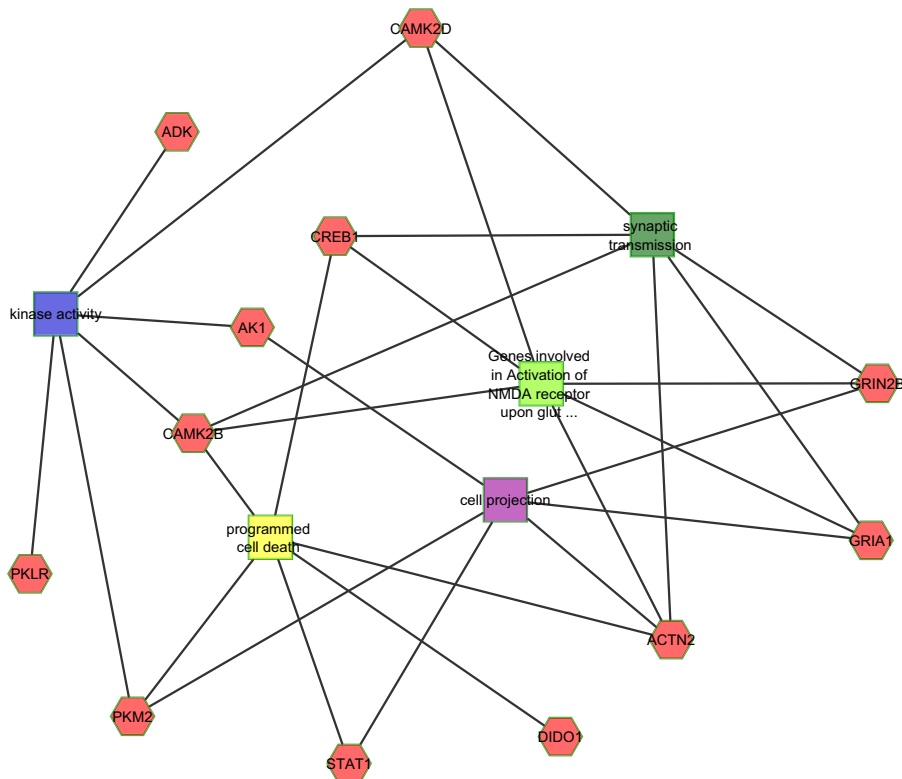 CAMK2D
ADK
CREB1
synaptic
transmission
kinase activity
AK1
Genes involved
in Activation of
NMDA receptor
upon glut ...
GRIN2B
CAMK2B
cell projection
programmed
cell death
GRIA1
PKLR
ACTN2
PKM2
DIDO1
STAT1